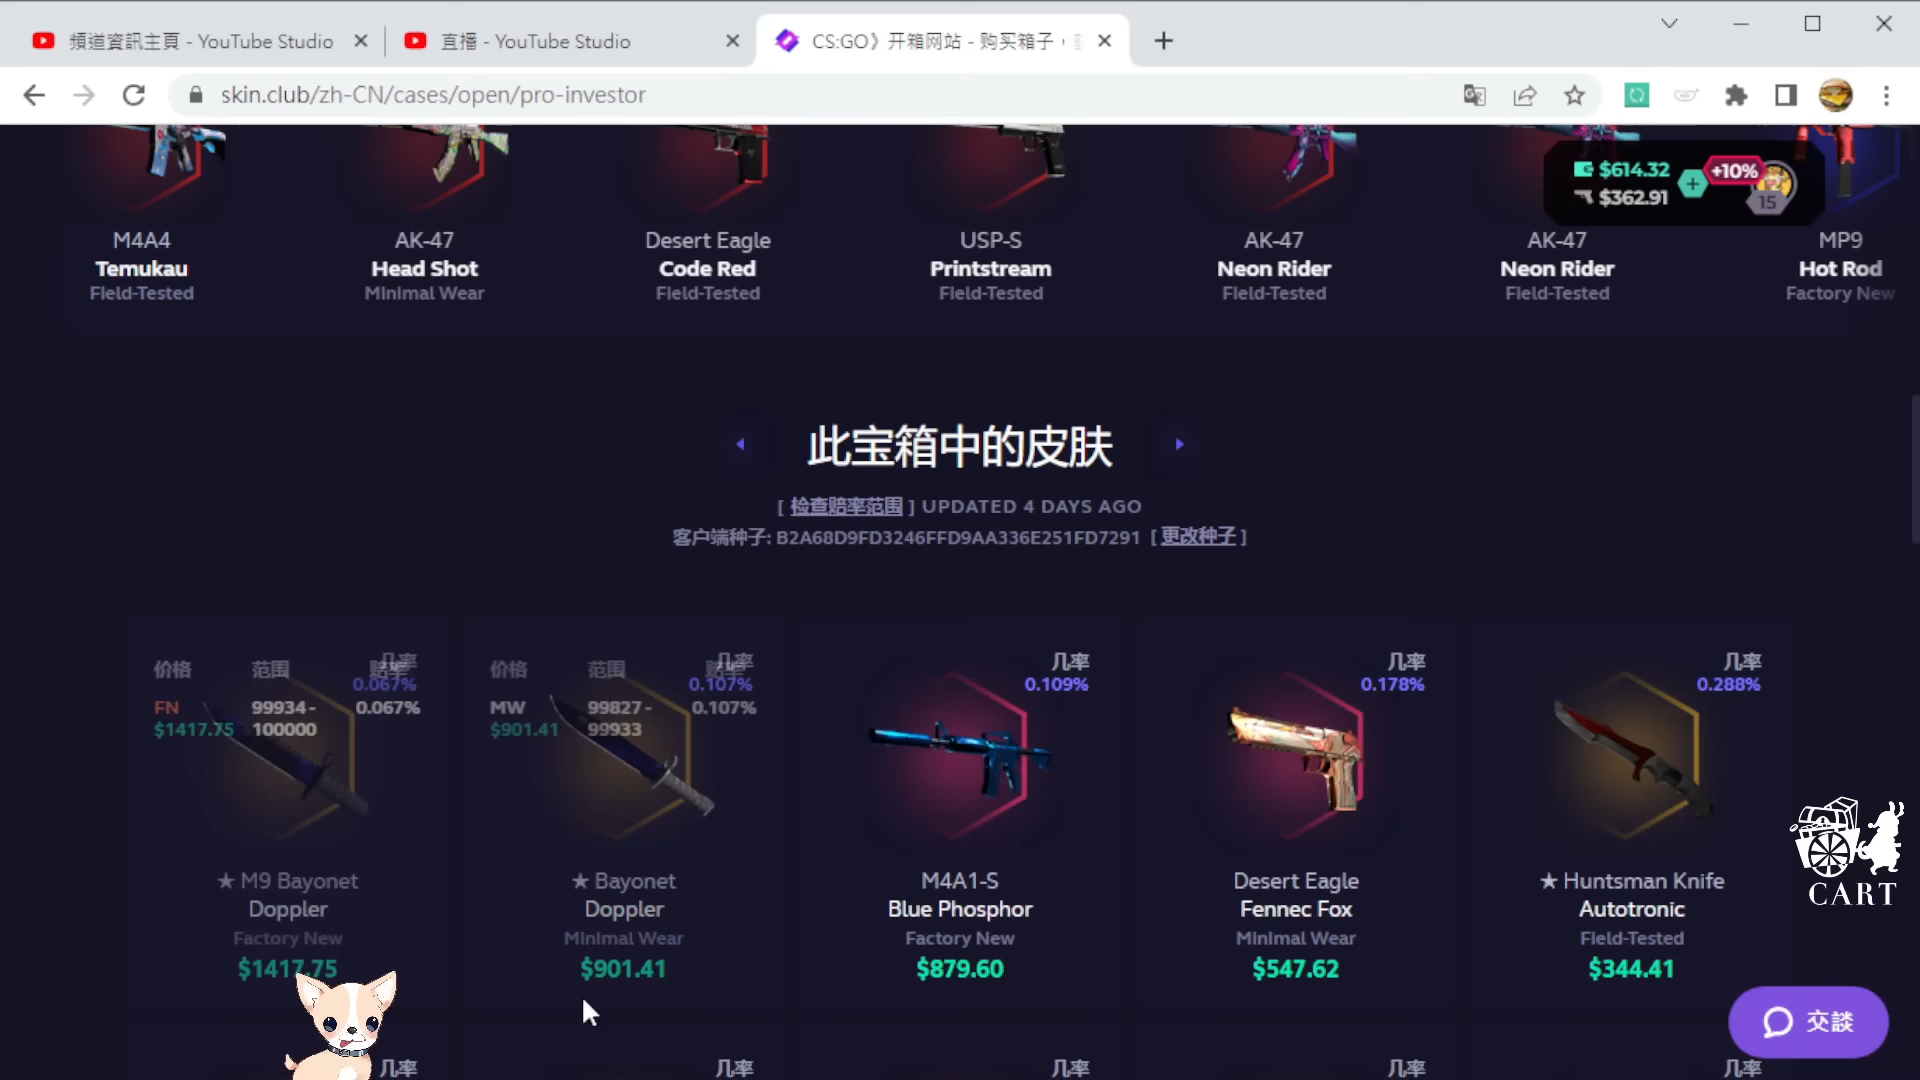 頻道資訊主頁 - YouTube Studio
直播 - YouTube Studio
CS:GO》开箱网站 - 购买箱子，
skin.club/zh-CN/cases/open/pro-investor
$614.32
+10%
$362.91
15
M4A4
Temukau
Field-Tested
AK-47
Head Shot
Minimal Wear
Desert Eagle
Code Red
Field-Tested
USP-S
Printstream
Field-Tested
AK-47
Neon Rider
Field-Tested
AK-47
Neon Rider
Field-Tested
MP9
Hot Rod
Factory New
此宝箱中的皮肤
[ 检查赔率范围 ] UPDATED 4 DAYS AGO
客户端种子: B2A68D9FD3246FFD9AA336E251FD7291 [ 更改种子 ]
价格 范围 赔率
几率
0.067%
FN 99934- 0.067%
$1417.75 100000
★ M9 Bayonet
Doppler
Factory New
$1417.75
价格 范围 赔率
几率
0.107%
MW 99827- 0.107%
$901.41 99933
★ Bayonet
Doppler
Minimal Wear
$901.41
几率
0.109%
M4A1-S
Blue Phosphor
Factory New
$879.60
几率
0.178%
Desert Eagle
Fennec Fox
Minimal Wear
$547.62
几率
0.288%
★ Huntsman Knife
Autotronic
Field-Tested
$344.41
CART
交談
几率
几率
几率
几率
几率